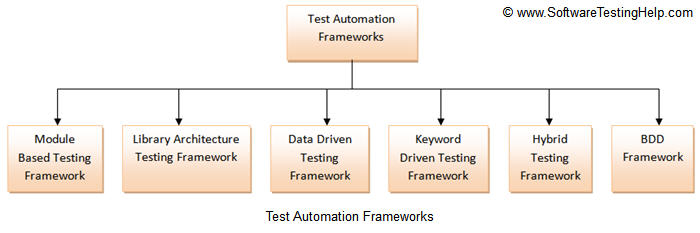 © www.SoftwareTestingHelp.com
Test Automation
Frameworks
Module
Based Testing
Framework
Library Architecture
Testing Framework
Data Driven
Testing
Framework
Keyword
Driven Testing
Framework
Hybrid
Testing
Framework
BDD
Framework
Test Automation Frameworks